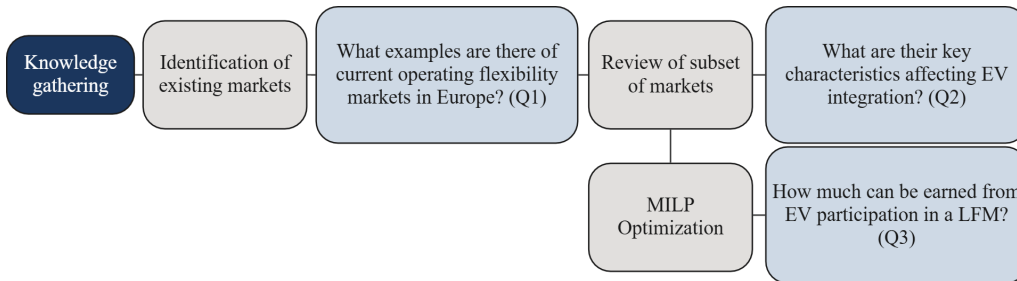 Knowledge
gathering
Identification of
existing markets
What examples are there of
current operating flexibility
markets in Europe? (Q1)
Review of subset
of markets
What are their key
characteristics affecting EV
integration? (Q2)
MILP
Optimization
How much can be earned from
EV participation in a LFM?
(Q3)